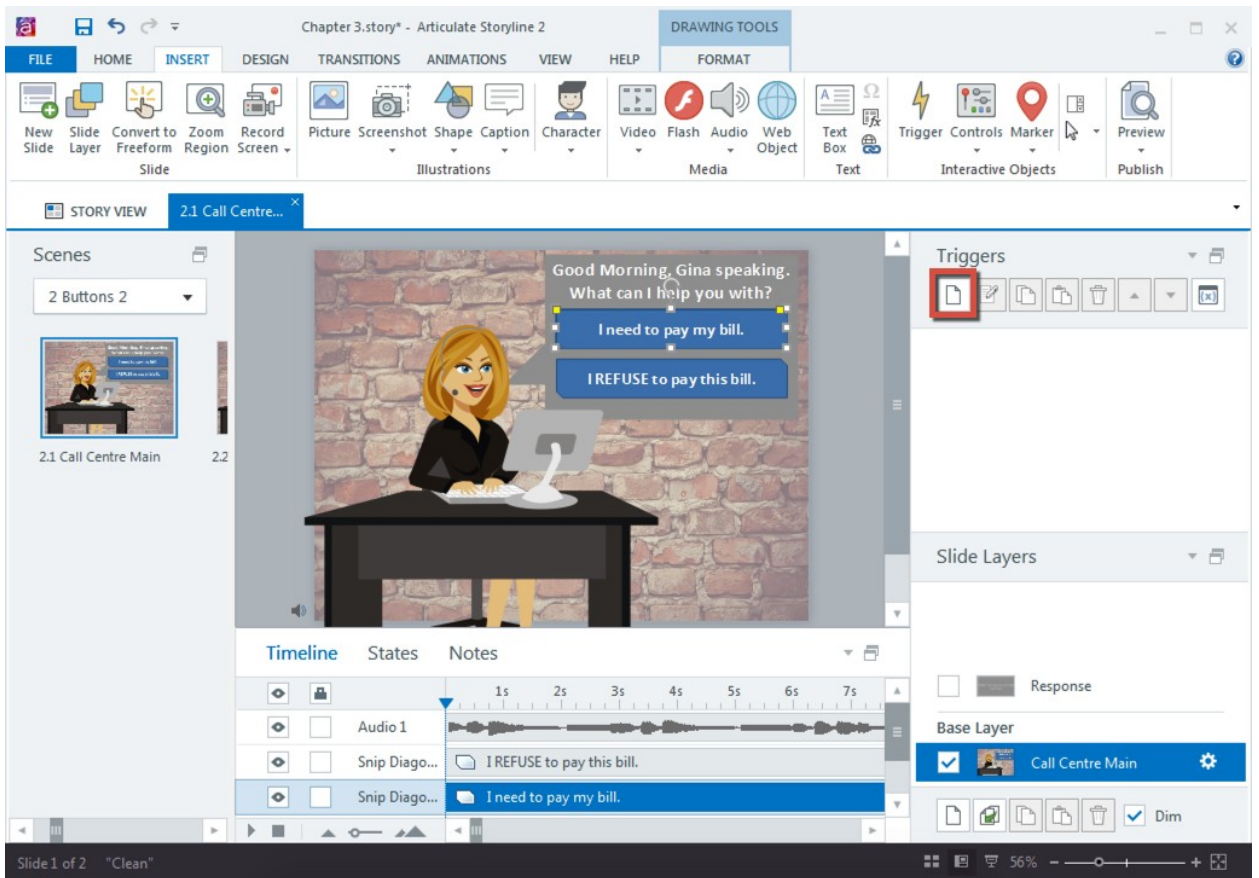 Chapter 3.story* - Articulate Storyline 2
DRAWING TOOLS
FILE HOME INSERT DESIGN TRANSITIONS ANIMATIONS VIEW HELP FORMAT
New Slide
Slide Layer
Convert to Freeform
Zoom Region
Record Screen
Picture
Screenshot
Shape
Caption
Character
Video
Flash
Audio
Web Object
Text Box
Trigger
Controls
Marker
Preview
Slide
Illustrations
Media
Text
Interactive Objects
Publish
STORY VIEW
2.1 Call Centre...
Scenes
2 Buttons 2
2.1 Call Centre Main
2.2
Good Morning, Gina speaking.
What can I help you with?
I need to pay my bill.
I REFUSE to pay this bill.
Triggers
Timeline States Notes
1s 2s 3s 4s 5s 6s 7s
Audio 1
Snip Diago... I REFUSE to pay this bill.
Snip Diago... I need to pay my bill.
Slide Layers
Response
Base Layer
Call Centre Main
Dim
Slide 1 of 2 "Clean"
56%